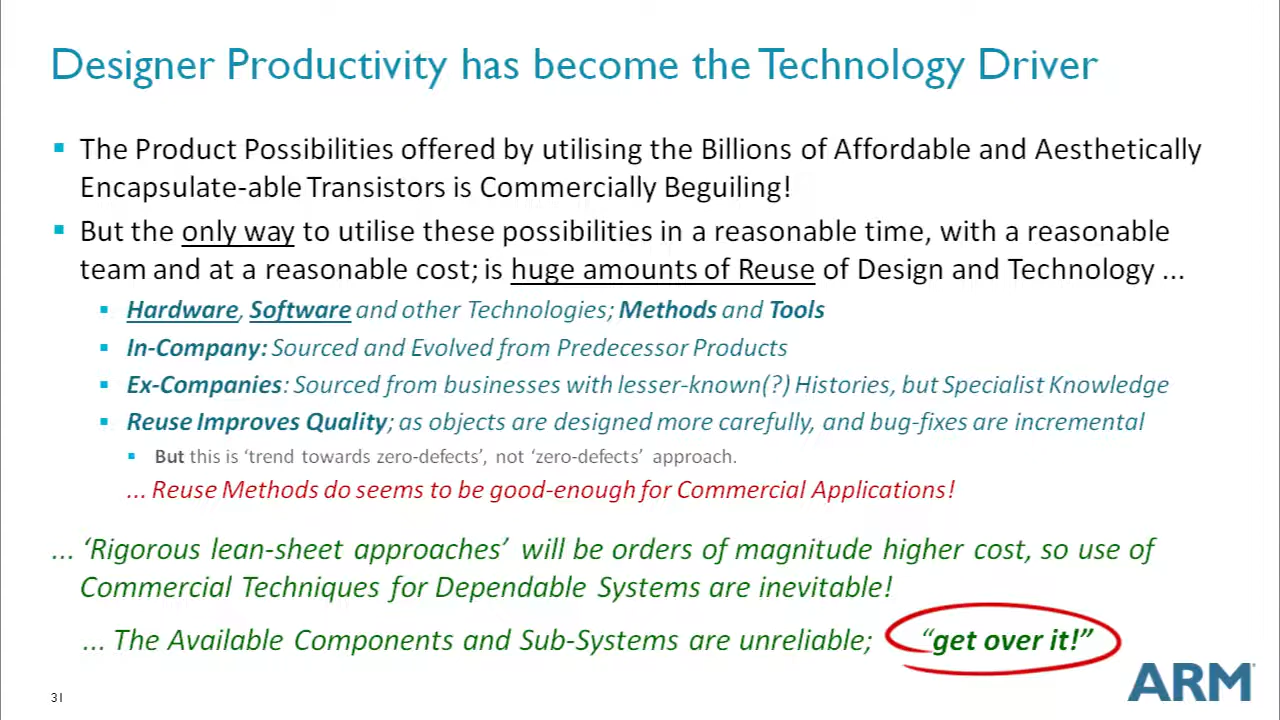 Designer Productivity has become the Technology Driver
The Product Possibilities offered by utilising the Billions of Affordable and Aesthetically
Encapsulate-able Transistors is Commercially Beguiling!
But the only way to utilise these possibilities in a reasonable time, with a reasonable
team and at a reasonable cost; is huge amounts of Reuse of Design and Technology ...
Hardware, Software and other Technologies; Methods and Tools
In-Company: Sourced and Evolved from Predecessor Products
Ex-Companies: Sourced from businesses with lesser-known(?) Histories, but Specialist Knowledge
Reuse Improves Quality; as objects are designed more carefully, and bug-fixes are incremental
But this is ‘trend towards zero-defects’, not ‘zero-defects’ approach.
... Reuse Methods do seems to be good-enough for Commercial Applications!
... ‘Rigorous lean-sheet approaches’ will be orders of magnitude higher cost, so use of
Commercial Techniques for Dependable Systems are inevitable!
... The Available Components and Sub-Systems are unreliable; “get over it!”
31
ARM